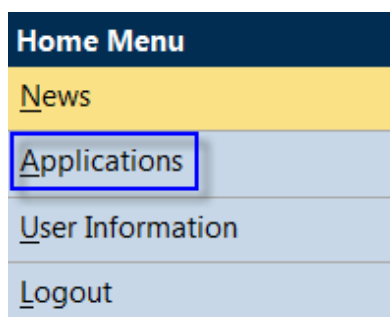 Home Menu
News
Applications
User Information
Logout